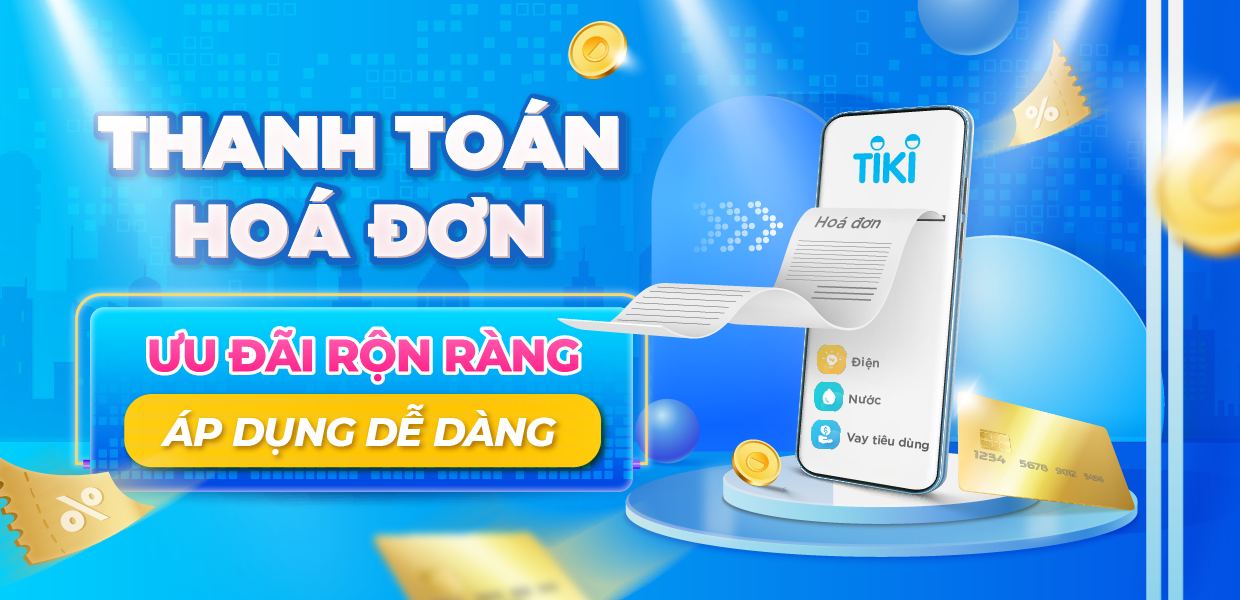 THANH TOÁN
HOÁ ĐƠN
ƯU ĐÃI RỘN RÀNG
ÁP DỤNG DỄ DÀNG
TIKI
Hoá đơn
Điện
Nước
Vay tiêu dùng
1234 5678 9012
%
%